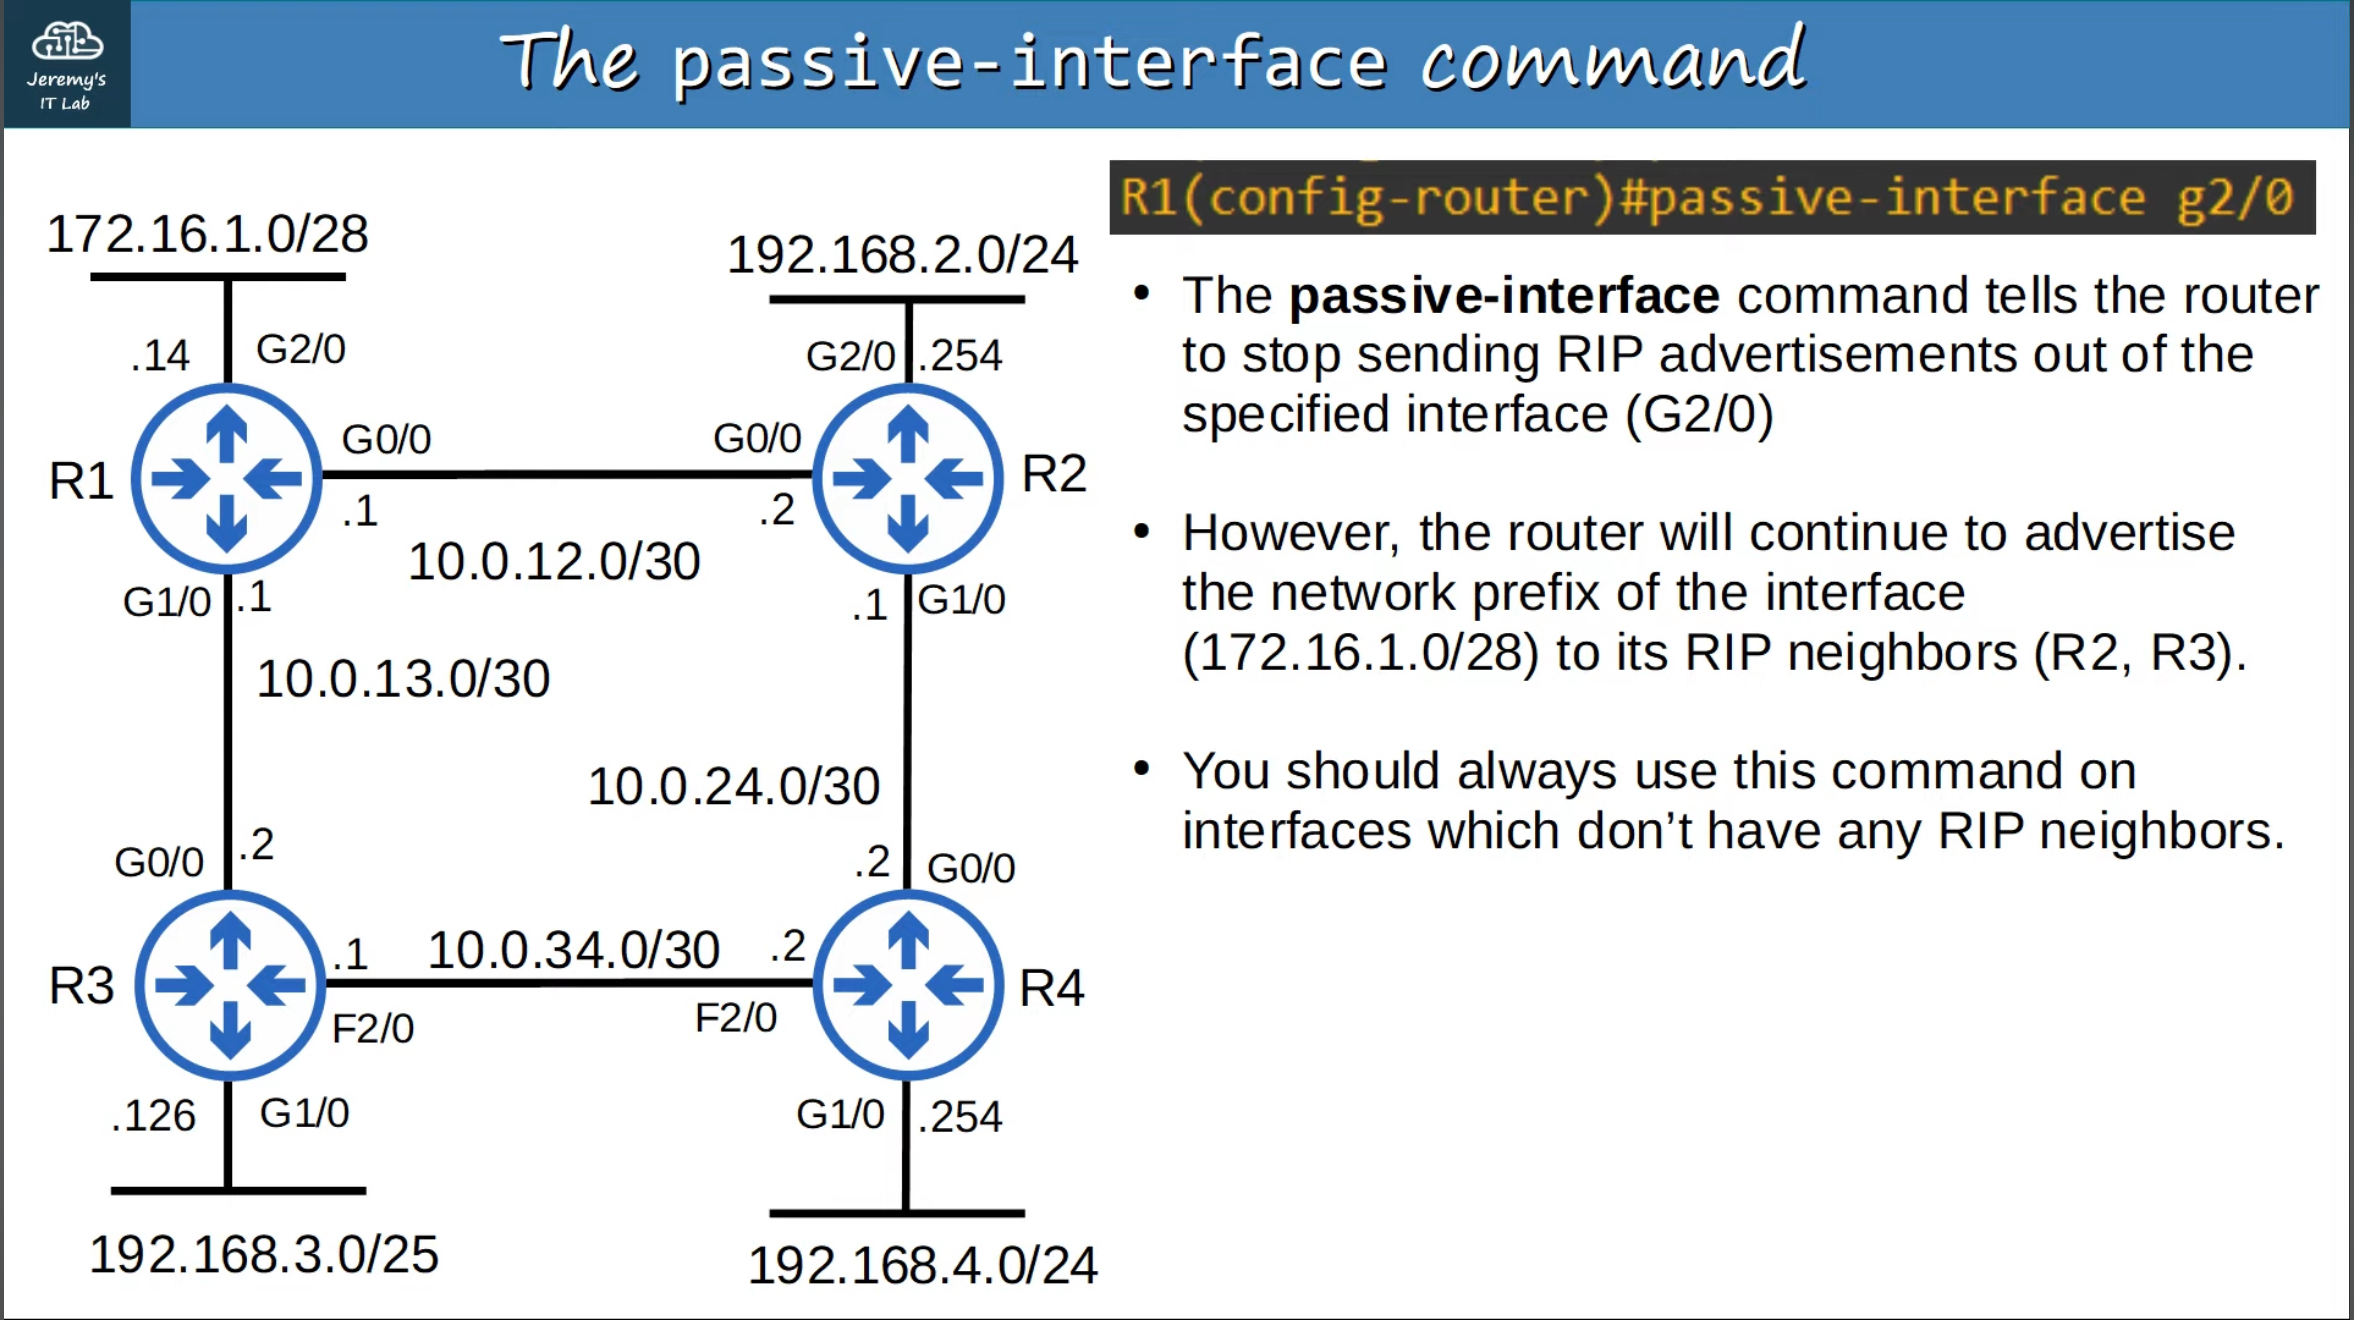 Jeremy's
IT Lab
The passive-interface command
R1(config-router)#passive-interface g2/0
• The passive-interface command tells the router
to stop sending RIP advertisements out of the
specified interface (G2/0)
• However, the router will continue to advertise
the network prefix of the interface
(172.16.1.0/28) to its RIP neighbors (R2, R3).
• You should always use this command on
interfaces which don't have any RIP neighbors.
172.16.1.0/28
192.168.2.0/24
.14 G2/0
G2/0 .254
G0/0 G0/0
R1 R2
.1 .2
10.0.12.0/30
G1/0 .1
.1 G1/0
10.0.13.0/30
10.0.24.0/30
G0/0 .2
.2 G0/0
.1 10.0.34.0/30 .2
R3 R4
F2/0 F2/0
.126 G1/0
G1/0 .254
192.168.3.0/25
192.168.4.0/24